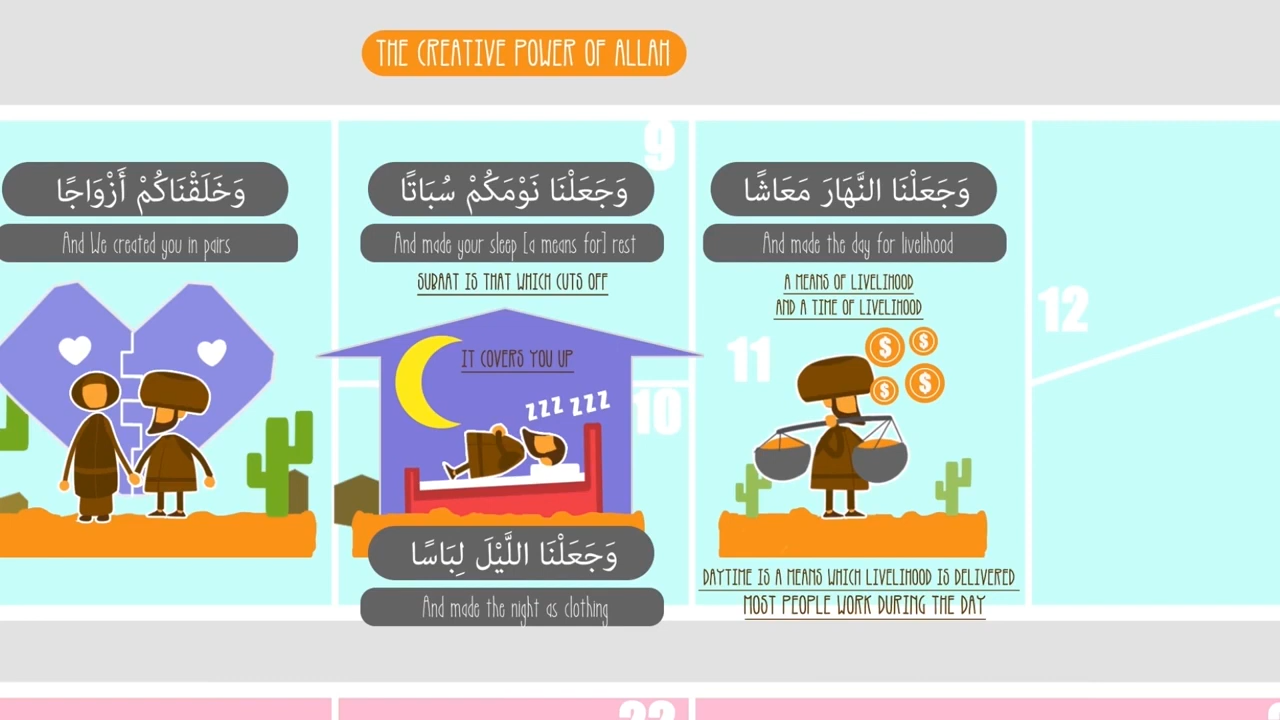 THE CREATIVE POWER OF ALLAH
وَخَلَقْنَاكُمْ أَزْوَاجًا
And We created you in pairs
9
وَجَعَلْنَا نَوْمَكُمْ سُبَاتًا
And made your sleep [a means for] rest
SUBAAT IS THAT WHICH CUTS OFF
IT COVERS YOU UP
zzz zzz
10
وَجَعَلْنَا اللَّيْلَ لِبَاسًا
And made the night as clothing
وَجَعَلْنَا النَّهَارَ مَعَاشًا
And made the day for livelihood
A MEANS OF LIVELIHOOD
AND A TIME OF LIVELIHOOD
11
$ $
$ $
DAYTIME IS A MEANS WHICH LIVELIHOOD IS DELIVERED
MOST PEOPLE WORK DURING THE DAY
12
22